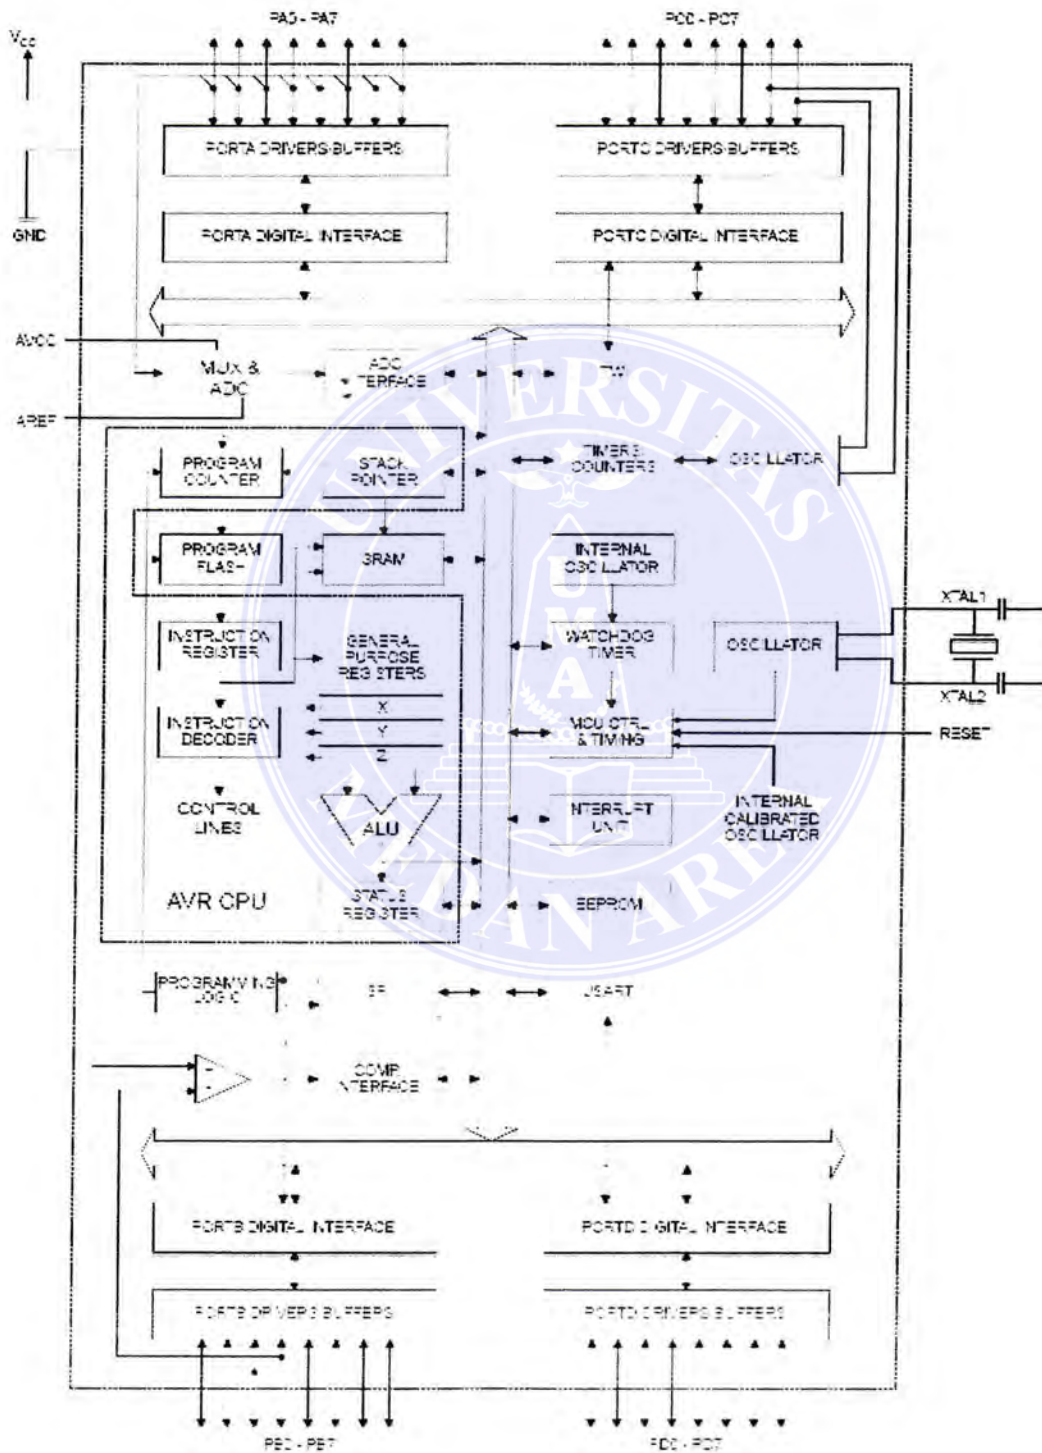 PA0 - PA7
PC0 - PC7
VCC
PORTA DRIVERS/BUFFERS
PORTC DRIVERS/BUFFERS
GND
PORTA DIGITAL INTERFACE
PORTC DIGITAL INTERFACE
AVCC
MUX &
ADC
ADC
INTERFACE
TWI
AREF
PROGRAM
COUNTER
STACK
POINTER
TIMERS/
COUNTERS
OSCILLATOR
PROGRAM
FLASH
SRAM
INTERNAL
OSCILLATOR
XTAL1
INSTRUCTION
REGISTER
GENERAL
PURPOSE
REGISTERS
WATCHDOG
TIMER
OSCILLATOR
XTAL2
X
INSTRUCTION
DECODER
Y
Z
MCU CTRL.
& TIMING
RESET
CONTROL
LINES
ALU
INTERRUPT
UNIT
INTERNAL
CALIBRATED
OSCILLATOR
AVR CPU
STATUS
REGISTER
EEPROM
PROGRAMMING
LOGIC
SPI
USART
COMP.
INTERFACE
PORTB DIGITAL INTERFACE
PORTD DIGITAL INTERFACE
PORTB DRIVERS/BUFFERS
PORTD DRIVERS/BUFFERS
PB0 - PB7
PD0 - PD7
UNIVERSITAS
MEDAN AREA
UMA